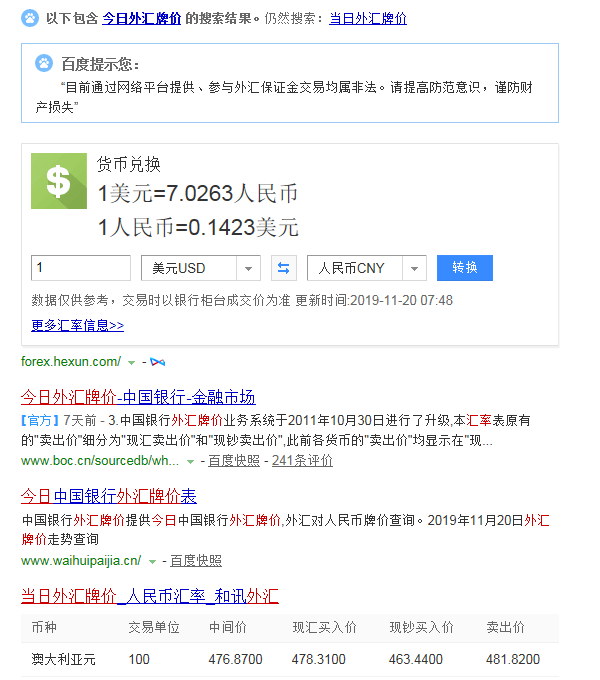 以下包含 今日外汇牌价 的搜索结果。仍然搜索：当日外汇牌价
百度提示您：
“目前通过网络平台提供、参与外汇保证金交易均属非法。请提高防范意识，谨防财
产损失”
货币兑换
1美元=7.0263人民币
1人民币=0.1423美元
1 美元USD 人民币CNY 转换
数据仅供参考，交易时以银行柜台成交价为准 更新时间:2019-11-20 07:48
更多汇率信息>>
forex.hexun.com/ -
今日外汇牌价-中国银行-金融市场
【官方】7天前 - 3.中国银行外汇牌价业务系统于2011年10月30日进行了升级,本汇率表原有
的"卖出价"细分为"现汇卖出价"和"现钞卖出价",此前各货币的"卖出价"均显示在"现...
www.boc.cn/sourcedb/wh... - 百度快照 - 241条评价
今日中国银行外汇牌价表
中国银行外汇牌价提供今日中国银行外汇牌价,外汇对人民币牌价查询。2019年11月20日外汇
牌价走势查询
www.waihuipaijia.cn/ - 百度快照
当日外汇牌价_人民币汇率_和讯外汇
币种 交易单位 中间价 现汇买入价 现钞买入价 卖出价
澳大利亚元 100 476.8700 478.3100 463.4400 481.8200